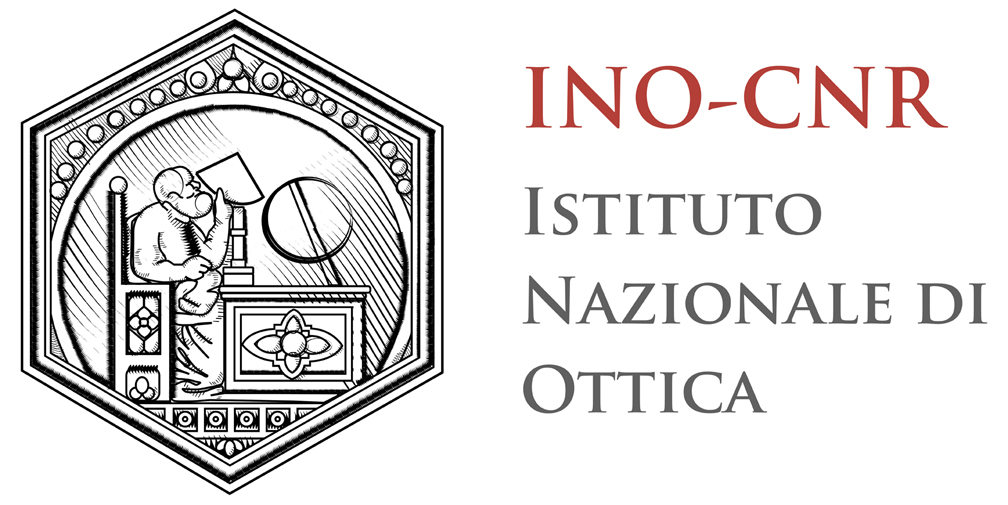 INO-CNR
Istituto
Nazionale di
Ottica